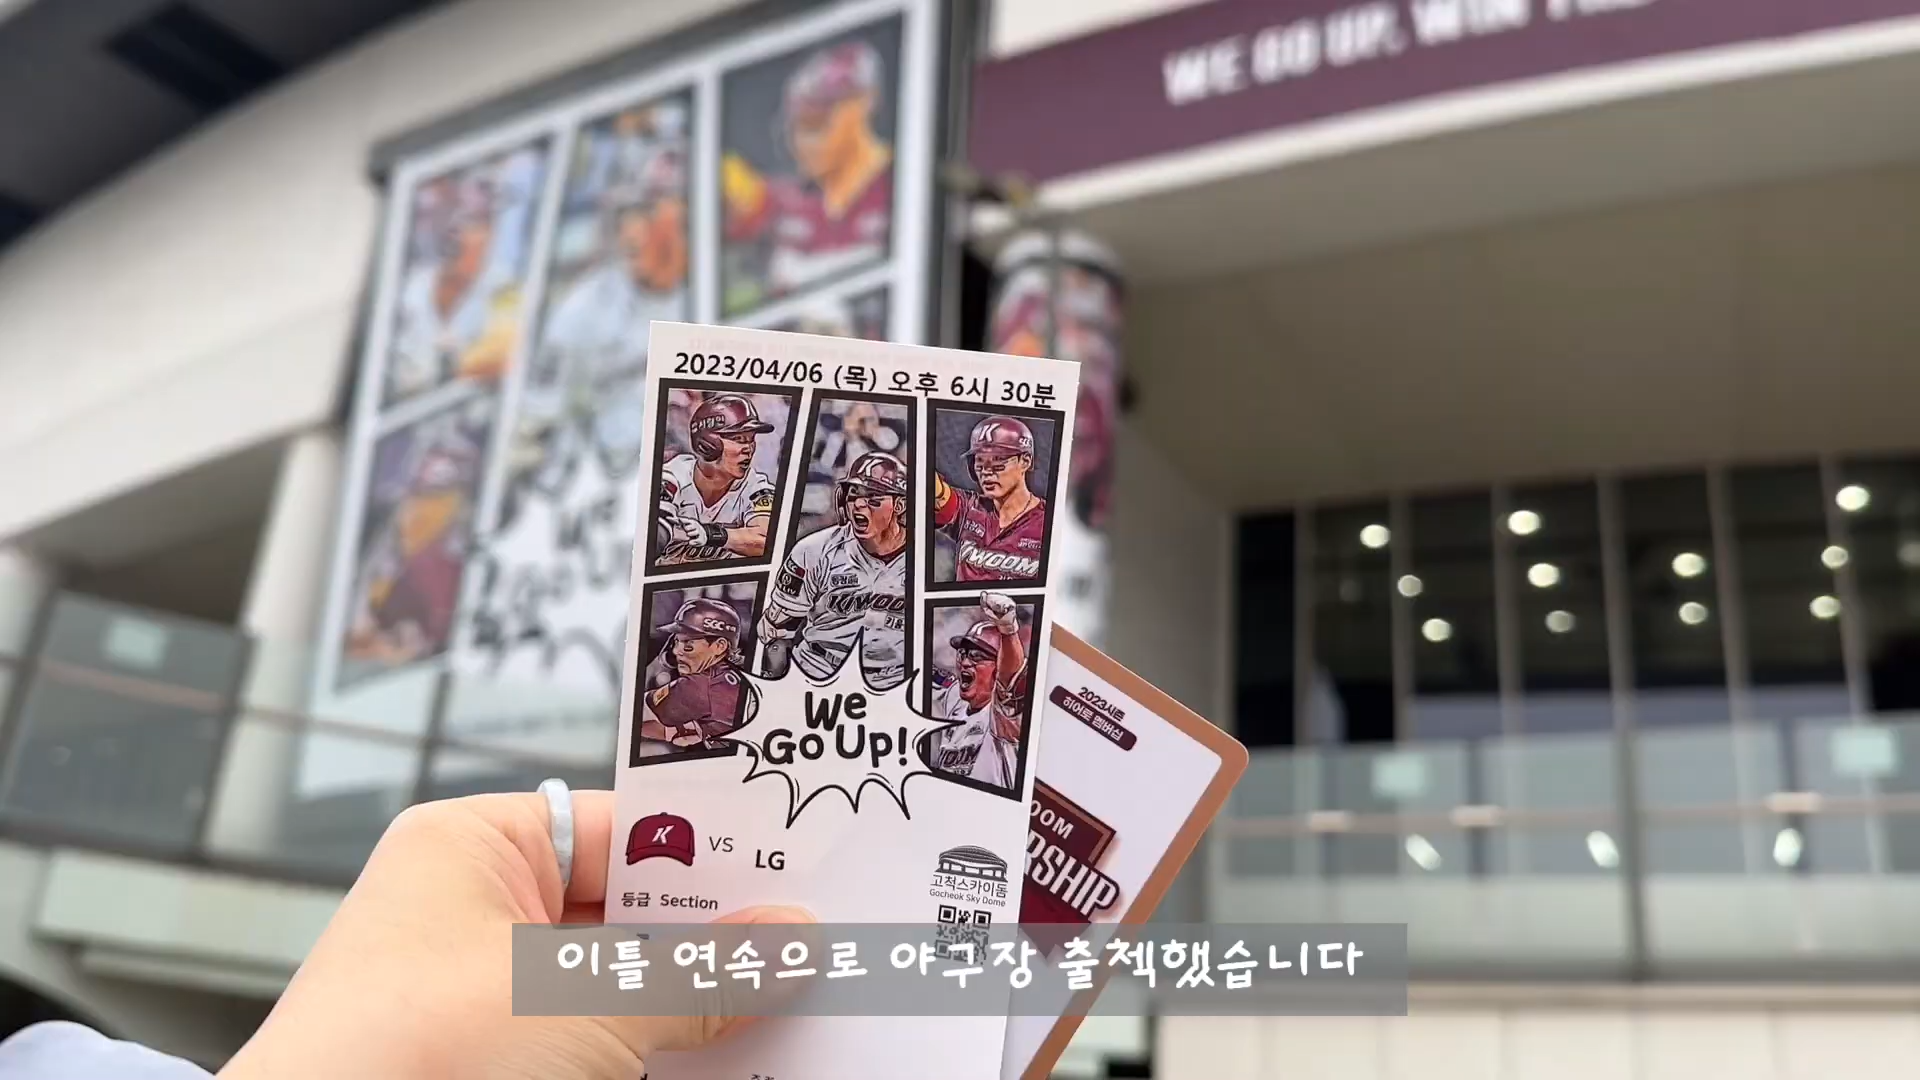 WE GO UP. WIN THE
2023/04/06 (목) 오후 6시 30분
We
Go Up!
K VS LG
고척스카이돔
Gocheok Sky Dome
등급 Section
2023시즌
히어로 멤버십
OOM
RSHIP
이틀 연속으로 야구장 출첵했습니다